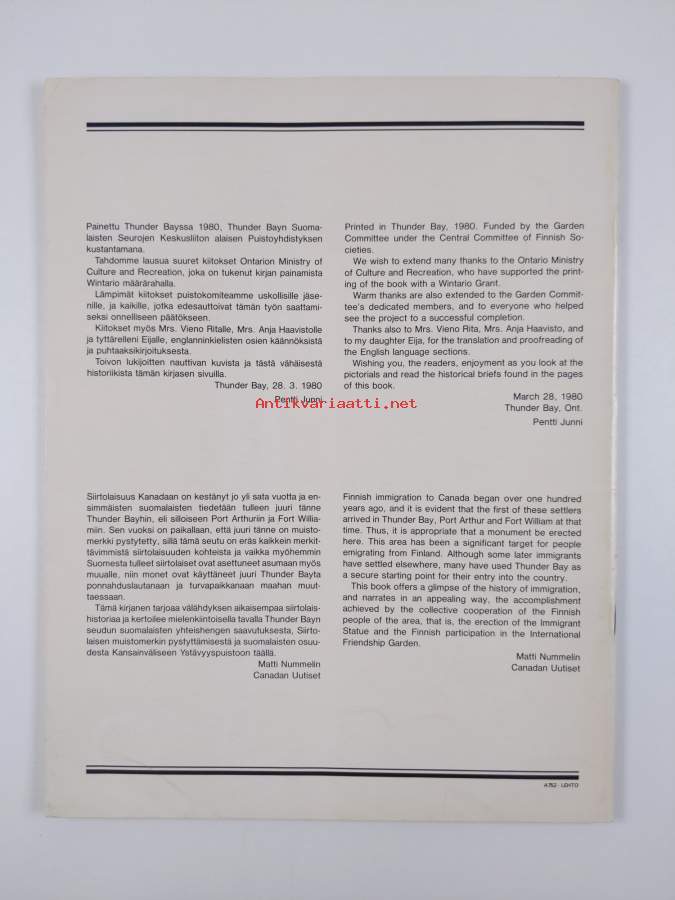 Painettu Thunder Bayssa 1980, Thunder Bayn Suoma-
laisten Seurojen Keskusliiton alaisen Puistoyhdistyksen
kustantamana.
Tahdomme lausua suuret kiitokset Ontarion Ministry of
Culture and Recreation, joka on tukenut kirjan painamista
Wintario määrärahalla.
Lämpimät kiitokset puistokomiteamme uskollisille jäse-
nille, ja kaikille, jotka edesauttoivat tämän työn saattami-
seksi onnelliseen päätökseen.
Kiitokset myös Mrs. Vieno Ritalle, Mrs. Anja Haavistolle
ja tyttärelleni Eijalle, englanninkielisten osien käännöksistä
ja puhtaaksikirjoituksesta.
Toivon lukijoitten nauttivan kuvista ja tästä vähäisestä
historiikista tämän kirjasen sivuilla.
Thunder Bay, 28. 3. 1980
Pentti Junni
Printed in Thunder Bay, 1980. Funded by the Garden
Committee under the Central Committee of Finnish So-
cieties.
We wish to extend many thanks to the Ontario Ministry
of Culture and Recreation, who have supported the print-
ing of the book with a Wintario Grant.
Warm thanks are also extended to the Garden Commit-
tee's dedicated members, and to everyone who helped
see the project to a successful completion.
Thanks also to Mrs. Vieno Rita, Mrs. Anja Haavisto, and
to my daughter Eija, for the translation and proofreading of
the English language sections.
Wishing you, the readers, enjoyment as you look at the
pictorials and read the historical briefs found in the pages
of this book.
March 28, 1980
Thunder Bay, Ont.
Pentti Junni
Antikvariaatti.net
Siirtolaisuus Kanadaan on kestänyt jo yli sata vuotta ja en-
simmäisten suomalaisten tiedetään tulleen juuri tänne
Thunder Bayhin, eli silloiseen Port Arthuriin ja Fort Willia-
miin. Sen vuoksi on paikallaan, että juuri tänne on muisto-
merkki pystytetty, sillä tämä seutu on eräs kaikkein merkit-
tävimmistä siirtolaisuuden kohteista ja vaikka myöhemmin
Suomesta tulleet siirtolaiset ovat asettuneet asumaan myös
muualle, niin monet ovat käyttäneet juuri Thunder Bayta
ponnahduslautanaan ja turvapaikkanaan maahan muut-
taessaan.
Tämä kirjanen tarjoaa välähdyksen aikaisempaa siirtolais-
historiaa ja kertoilee mielenkiintoisella tavalla Thunder Bayn
seudun suomalaisten yhteishengen saavutuksesta, Siirto-
laisen muistomerkin pystyttämisestä ja suomalaisten osuu-
desta Kansainväliseen Ystävyyspuistoon täällä.
Matti Nummelin
Canadan Uutiset
Finnish immigration to Canada began over one hundred
years ago, and it is evident that the first of these settlers
arrived in Thunder Bay, Port Arthur and Fort William at that
time. Thus, it is appropriate that a monument be erected
here. This area has been a significant target for people
emigrating from Finland. Although some later immigrants
have settled elsewhere, many have used Thunder Bay as
a secure starting point for their entry into the country.
This book offers a glimpse of the history of immigration,
and narrates in an appealing way, the accomplishment
achieved by the collective cooperation of the Finnish
people of the area, that is, the erection of the Immigrant
Statue and the Finnish participation in the International
Friendship Garden.
Matti Nummelin
Canadan Uutiset
4752 LEHTO